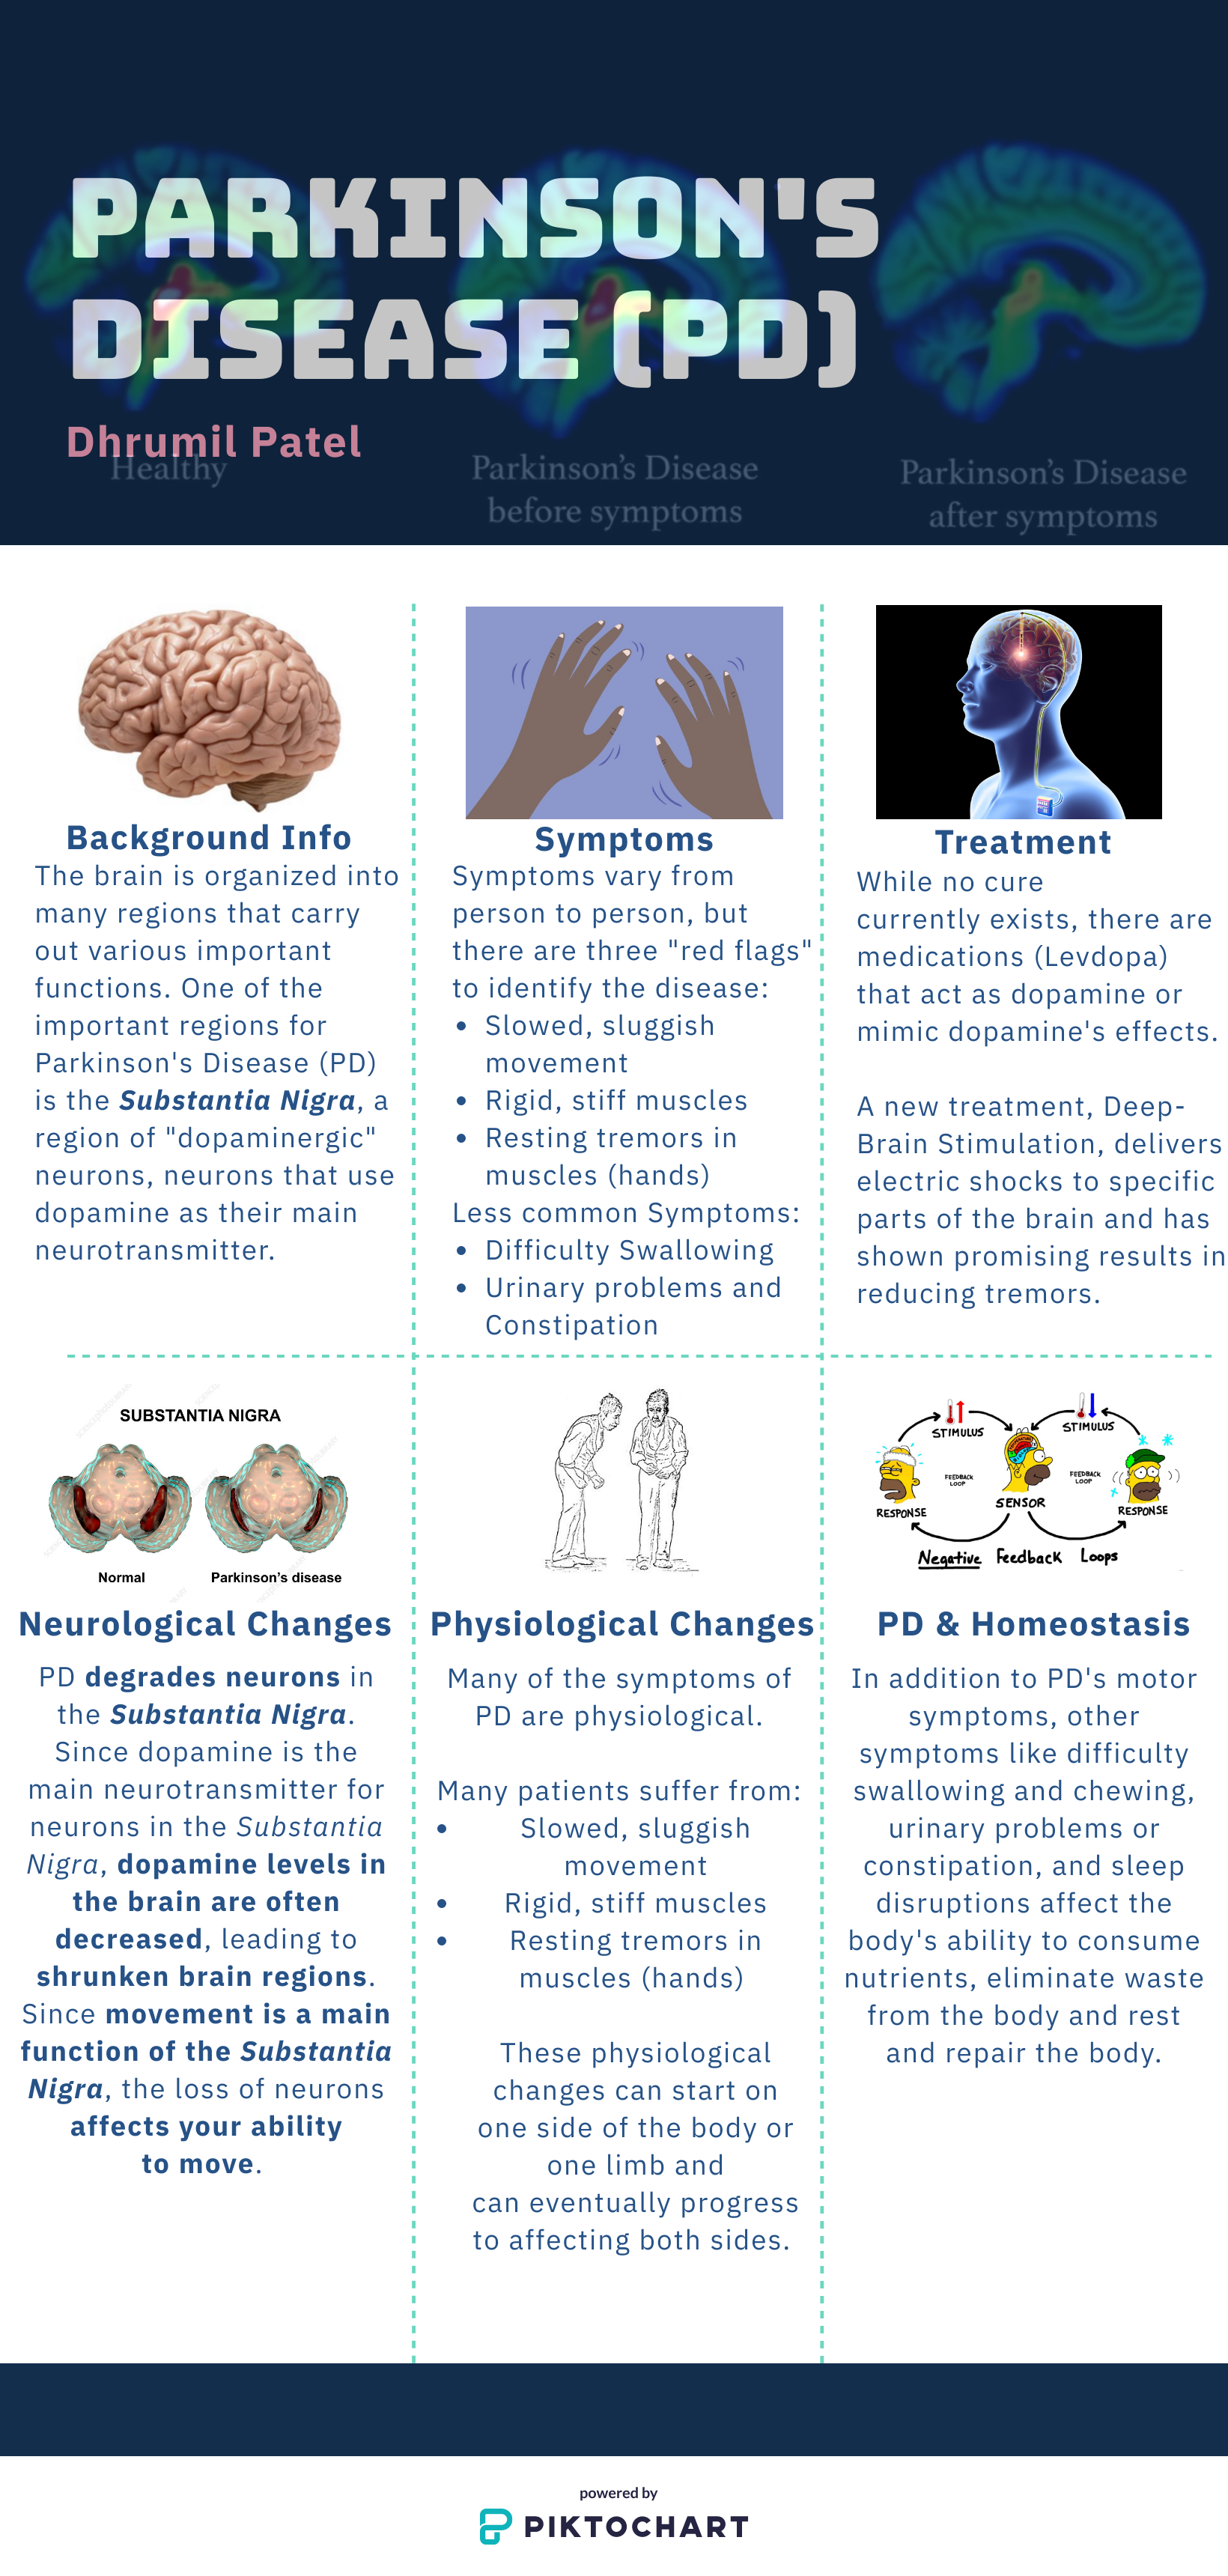 PARKINSON'S
DISEASE (PD)
Dhrumil Patel
Healthy
Parkinson's Disease
before symptoms
Parkinson's Disease
after symptoms
Background Info
The brain is organized into
many regions that carry
out various important
functions. One of the
important regions for
Parkinson's Disease (PD)
is the Substantia Nigra, a
region of "dopaminergic"
neurons, neurons that use
dopamine as their main
neurotransmitter.
Symptoms
Symptoms vary from
person to person, but
there are three "red flags"
to identify the disease:
• Slowed, sluggish
movement
• Rigid, stiff muscles
• Resting tremors in
muscles (hands)
Less common Symptoms:
• Difficulty Swallowing
• Urinary problems and
Constipation
Treatment
While no cure
currently exists, there are
medications (Levdopa)
that act as dopamine or
mimic dopamine's effects.
A new treatment, Deep-
Brain Stimulation, delivers
electric shocks to specific
parts of the brain and has
shown promising results in
reducing tremors.
SUBSTANTIA NIGRA
Normal
Parkinson's disease
Neurological Changes
PD degrades neurons in
the Substantia Nigra.
Since dopamine is the
main neurotransmitter for
neurons in the Substantia
Nigra, dopamine levels in
the brain are often
decreased, leading to
shrunken brain regions.
Since movement is a main
function of the Substantia
Nigra, the loss of neurons
affects your ability
to move.
Physiological Changes
Many of the symptoms of
PD are physiological.
Many patients suffer from:
• Slowed, sluggish
movement
• Rigid, stiff muscles
• Resting tremors in
muscles (hands)
These physiological
changes can start on
one side of the body or
one limb and
can eventually progress
to affecting both sides.
STIMULUS
STIMULUS
FEEDBACK
LOOP
FEEDBACK
LOOP
RESPONSE
SENSOR
RESPONSE
Negative Feedback Loops
PD & Homeostasis
In addition to PD's motor
symptoms, other
symptoms like difficulty
swallowing and chewing,
urinary problems or
constipation, and sleep
disruptions affect the
body's ability to consume
nutrients, eliminate waste
from the body and rest
and repair the body.
powered by
PIKTOCHART